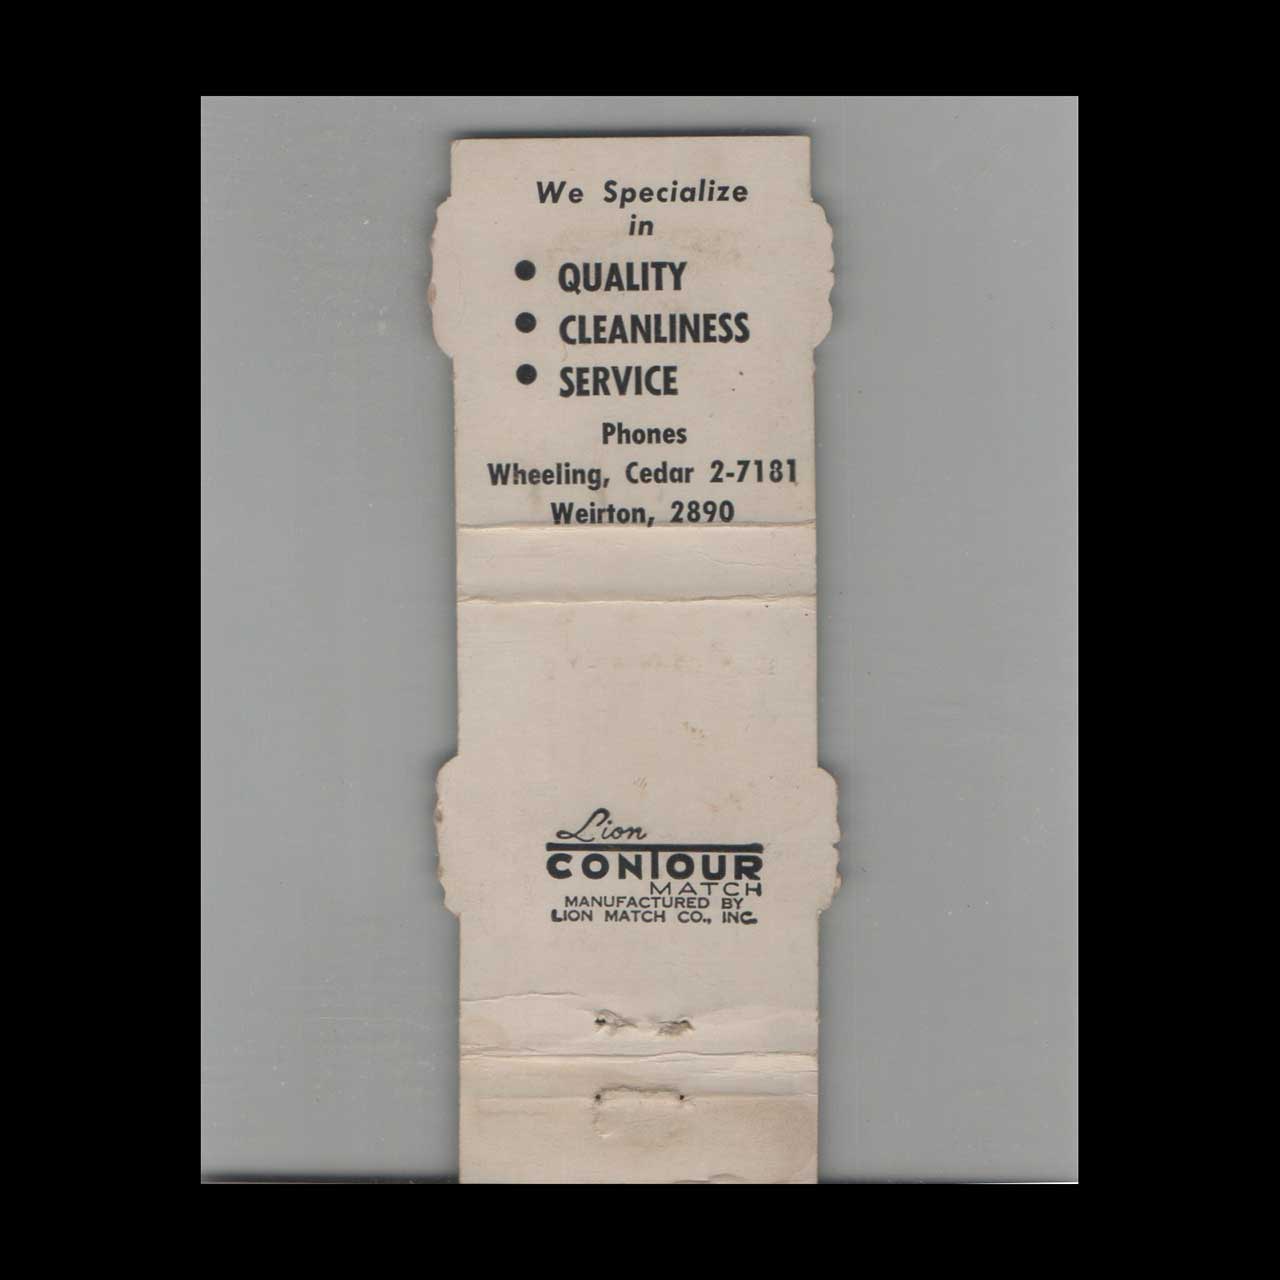 We Specialize
in
• QUALITY
• CLEANLINESS
• SERVICE
Phones
Wheeling, Cedar 2-7181
Weirton, 2890
Lion
CONTOUR
MATCH
MANUFACTURED BY
LION MATCH CO., INC